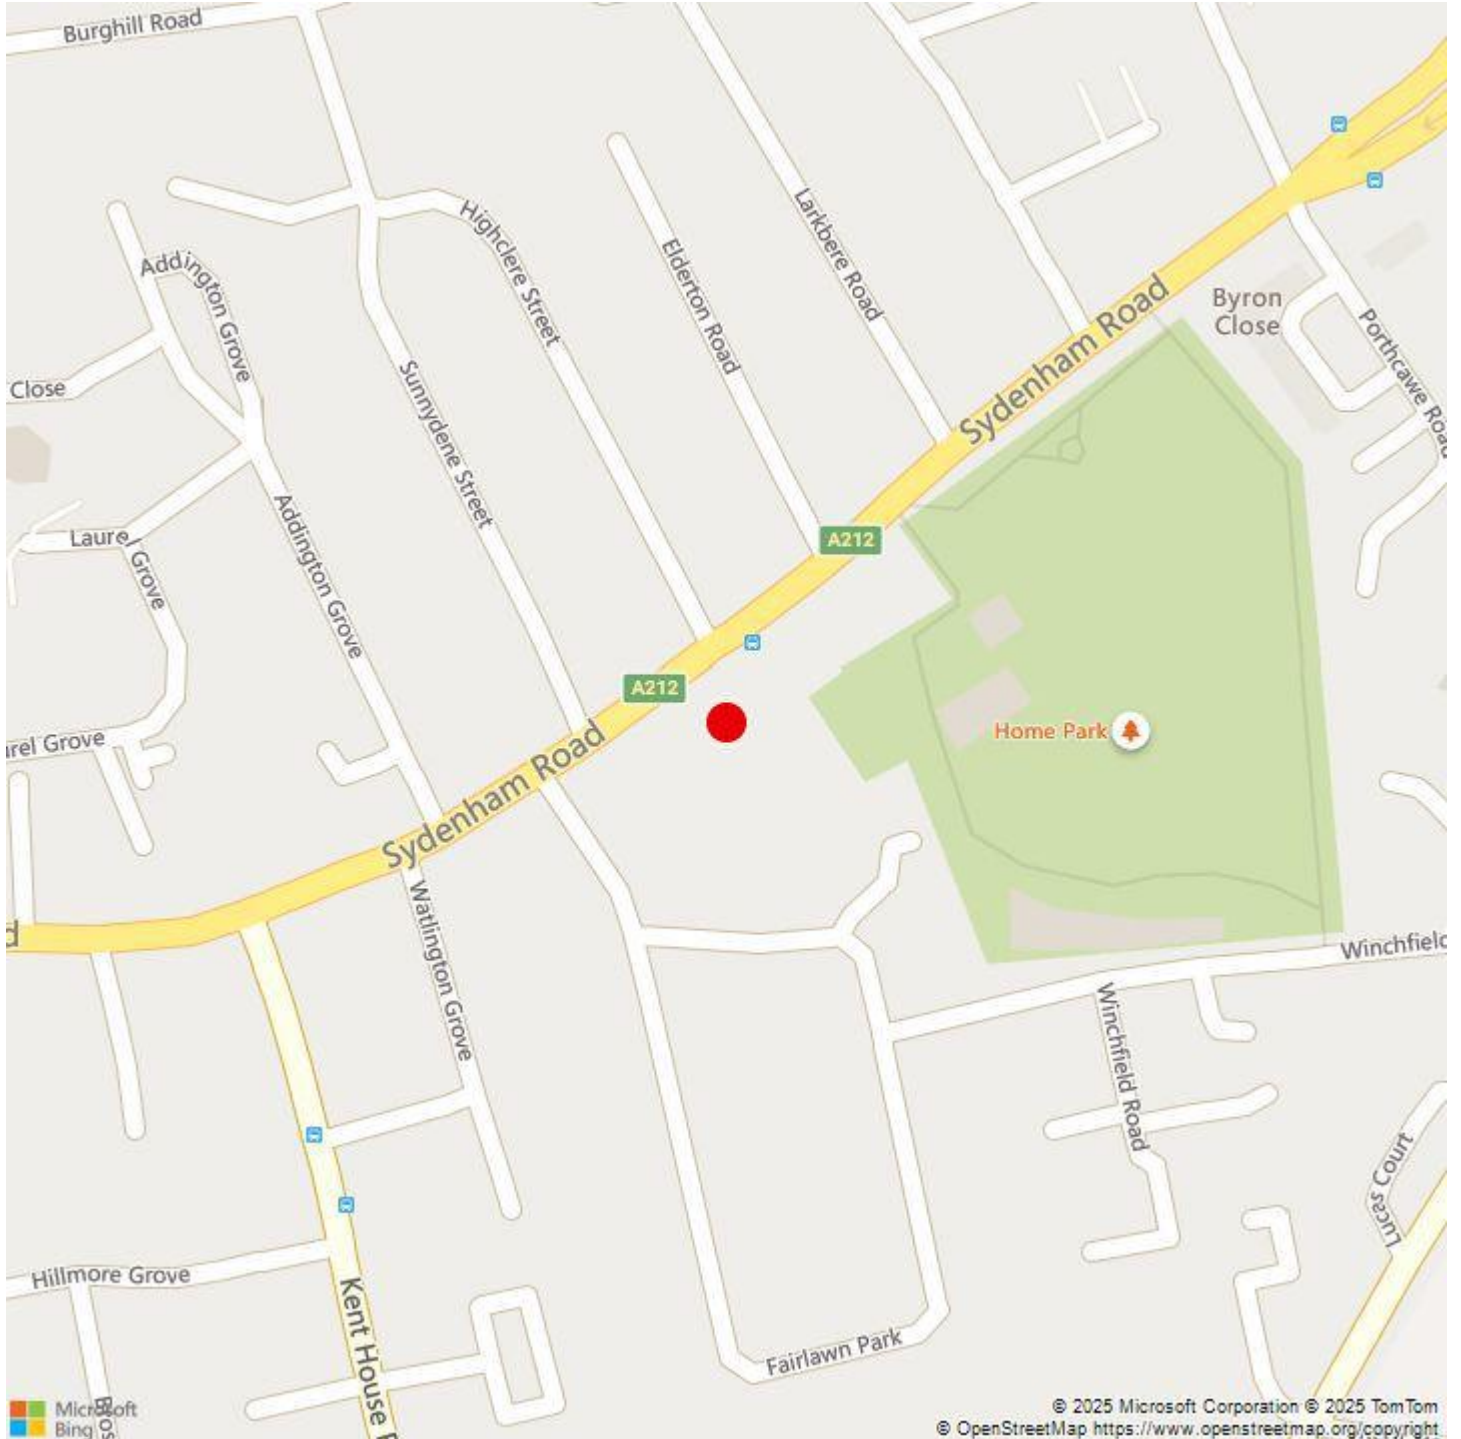 Burghill Road
Highclere Street
Larkbere Road
Elderton Road
Addington Grove
Byron
Close
Sydenham Road
Porthcawe Road
Close
Sunnydene Street
Laurel Grove
Addington Grove
A212
A212
Home Park
rel Grove
Sydenham Road
d
Watlington Grove
Winchfield
Winchfield Road
Lucas Court
Hillmore Grove
Kent House
Fairlawn Park
Microsoft
Bing
© 2025 Microsoft Corporation © 2025 TomTom
© OpenStreetMap https://www.openstreetmap.org/copyright